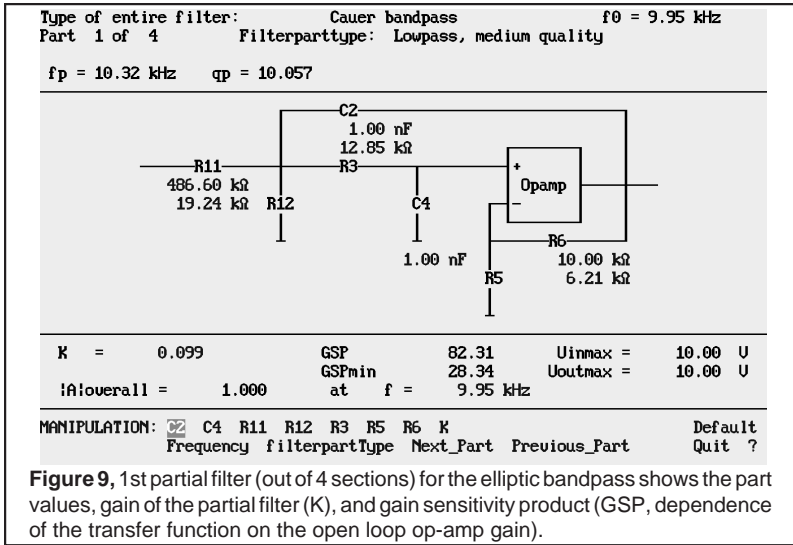 Type of entire filter: Cauer bandpass f0 = 9.95 kHz
Part 1 of 4 Filterparttype: Lowpass, medium quality
fp = 10.32 kHz qp = 10.057
C2
1.00 nF
12.85 kΩ
R11 R3
486.60 kΩ
19.24 kΩ R12 C4
+
Opamp
−
R6
1.00 nF 10.00 kΩ
R5 6.21 kΩ
K = 0.099 GSP 82.31 Uinmax = 10.00 V
GSPmin 28.34 Uoutmax = 10.00 V
|A|overall = 1.000 at f = 9.95 kHz
MANIPULATION: C2 C4 R11 R12 R3 R5 R6 K Default
Frequency filterpartType Next_Part Previous_Part Quit ?
Figure 9, 1st partial filter (out of 4 sections) for the elliptic bandpass shows the part
values, gain of the partial filter (K), and gain sensitivity product (GSP, dependence
of the transfer function on the open loop op-amp gain).